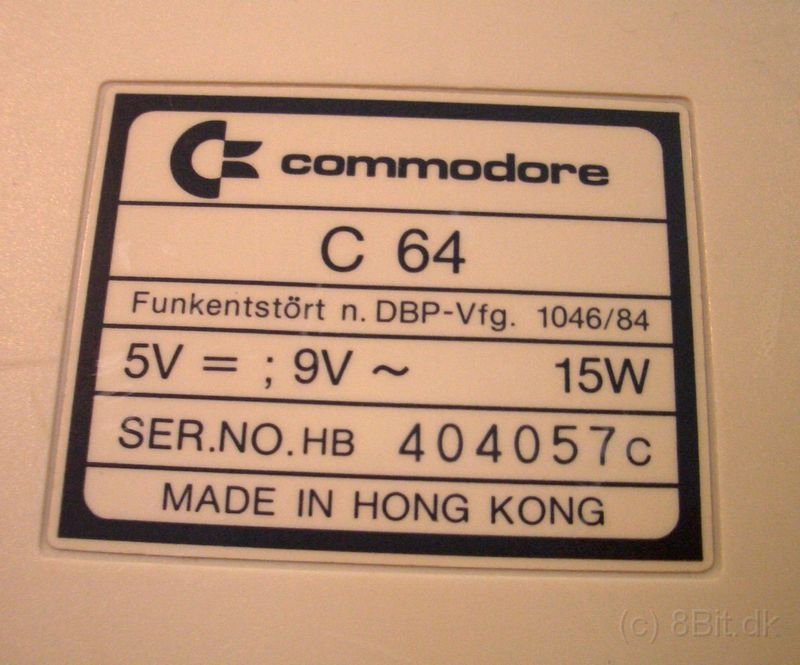 commodore
C 64
Funkentstört n. DBP-Vfg. 1046/84
5V = ; 9V ~ 15W
SER.NO. HB 404057c
MADE IN HONG KONG
(c) 8Bit.dk